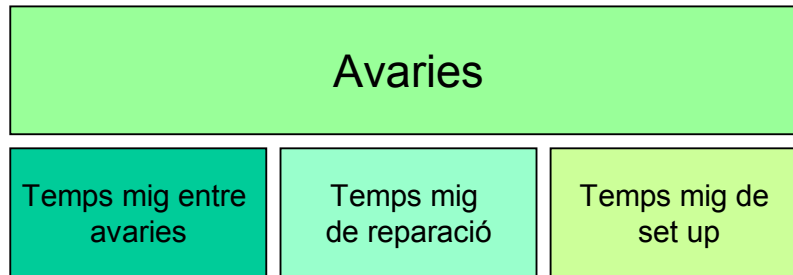 Avaries
Temps mig entre
avaries
Temps mig
de reparació
Temps mig de
set up